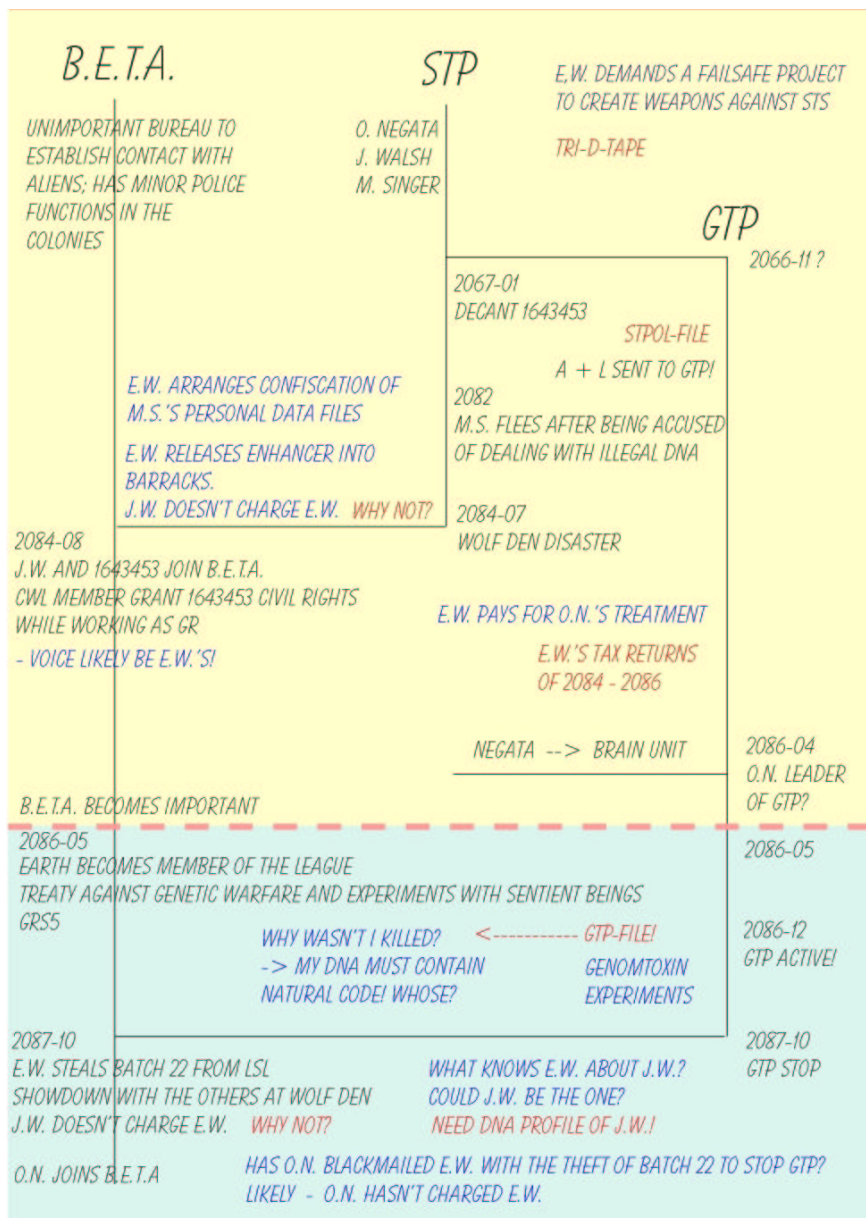 B.E.T.A.
STP
E.W. DEMANDS A FAILSAFE PROJECT
TO CREATE WEAPONS AGAINST STS
TRI-D-TAPE
UNIMPORTANT BUREAU TO
ESTABLISH CONTACT WITH
ALIENS; HAS MINOR POLICE
FUNCTIONS IN THE
COLONIES
O. NEGATA
J. WALSH
M. SINGER
GTP
2066-11 ?
2067-01
DECANT 1643453
STPOL-FILE
A + L SENT TO GTP!
E.W. ARRANGES CONFISCATION OF
M.S.'S PERSONAL DATA FILES
2082
M.S. FLEES AFTER BEING ACCUSED
OF DEALING WITH ILLEGAL DNA
E.W. RELEASES ENHANCER INTO
BARRACKS.
J.W. DOESN'T CHARGE E.W. WHY NOT?
2084-07
WOLF DEN DISASTER
2084-08
J.W. AND 1643453 JOIN B.E.T.A.
CWL MEMBER GRANT 1643453 CIVIL RIGHTS
WHILE WORKING AS GR
- VOICE LIKELY BE E.W.'S!
E.W. PAYS FOR O.N.'S TREATMENT
E.W.'S TAX RETURNS
OF 2084 - 2086
NEGATA --> BRAIN UNIT
2086-04
O.N. LEADER
OF GTP?
B.E.T.A. BECOMES IMPORTANT
2086-05
EARTH BECOMES MEMBER OF THE LEAGUE
TREATY AGAINST GENETIC WARFARE AND EXPERIMENTS WITH SENTIENT BEINGS
GRS5
2086-05
WHY WASN'T I KILLED?
-> MY DNA MUST CONTAIN
NATURAL CODE! WHOSE?
<----------- GTP-FILE!
GENOMTOXIN
EXPERIMENTS
2086-12
GTP ACTIVE!
2087-10
E.W. STEALS BATCH 22 FROM LSL
SHOWDOWN WITH THE OTHERS AT WOLF DEN
J.W. DOESN'T CHARGE E.W. WHY NOT?
WHAT KNOWS E.W. ABOUT J.W.?
COULD J.W. BE THE ONE?
NEED DNA PROFILE OF J.W.!
2087-10
GTP STOP
O.N. JOINS B.E.T.A
HAS O.N. BLACKMAILED E.W. WITH THE THEFT OF BATCH 22 TO STOP GTP?
LIKELY - O.N. HASN'T CHARGED E.W.